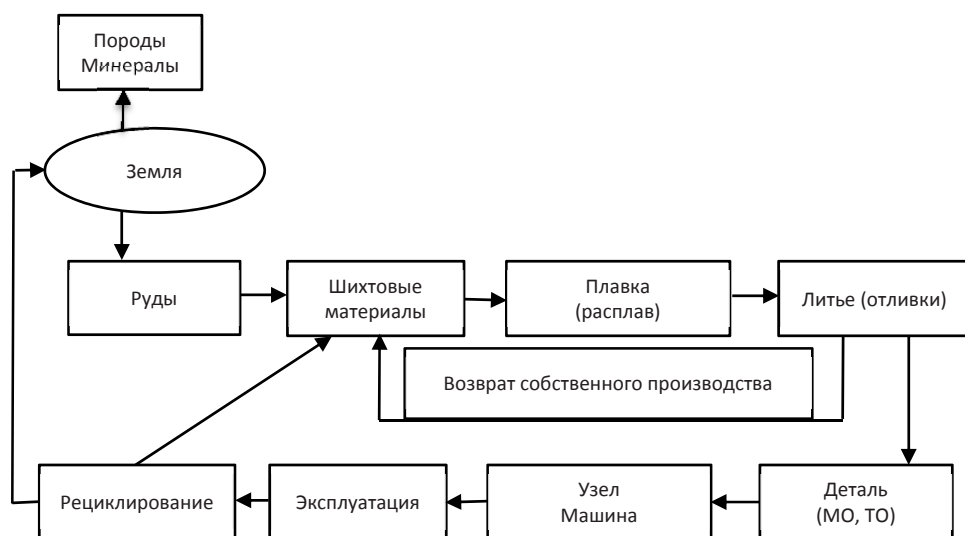 Породы
Минералы
Земля
Руды
Шихтовые
материалы
Плавка
(расплав)
Литье (отливки)
Возврат собственного производства
Рециклирование
Эксплуатация
Узел
Машина
Деталь
(МО, ТО)